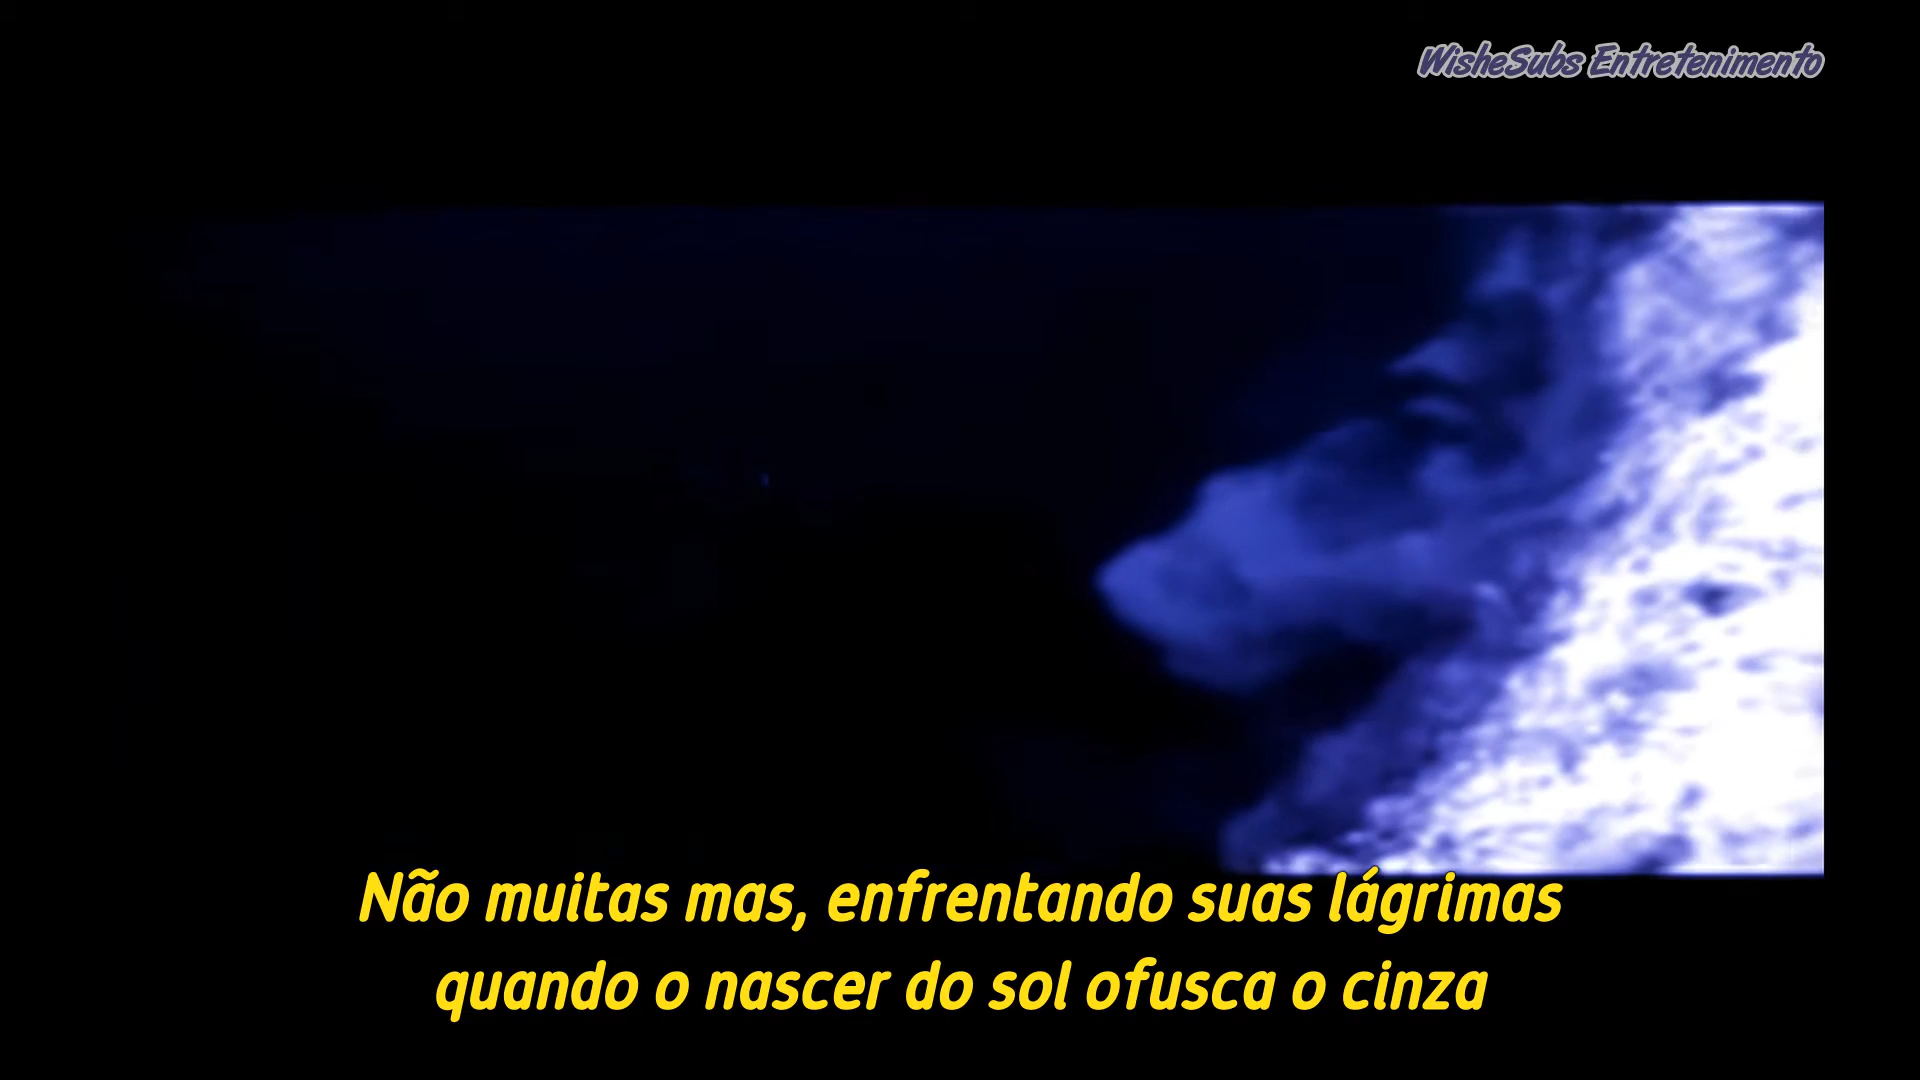 WisheSubs Entretenimento
Não muitas mas, enfrentando suas lágrimas
quando o nascer do sol ofusca o cinza